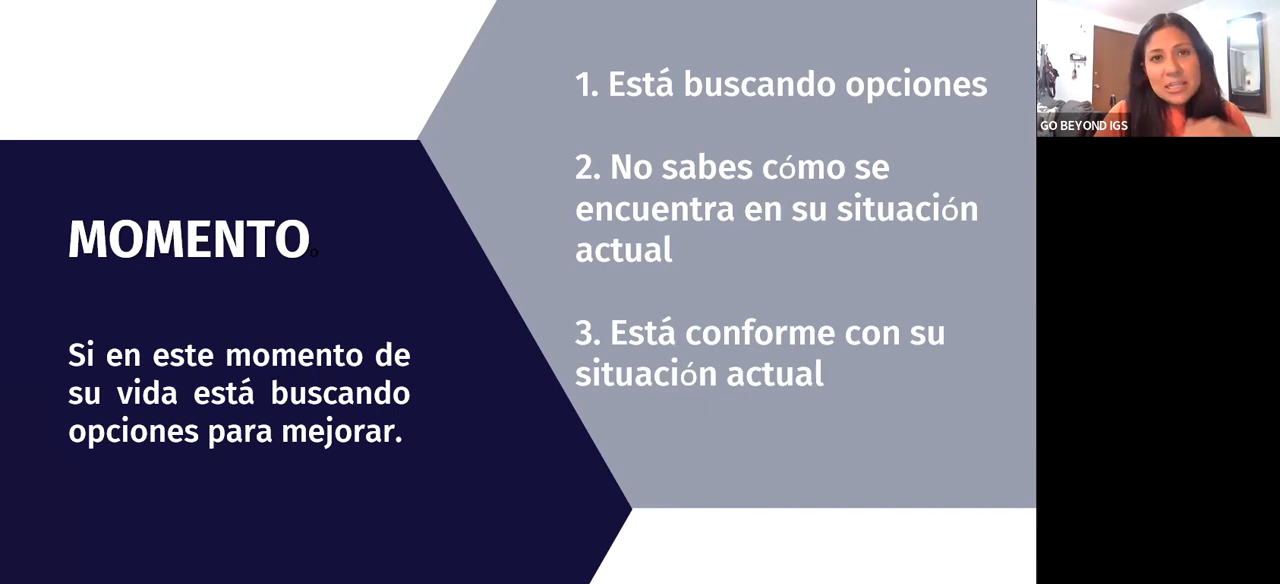 MOMENTO.
Si en este momento de
su vida está buscando
opciones para mejorar.
1. Está buscando opciones
2. No sabes cómo se
encuentra en su situación
actual
3. Está conforme con su
situación actual
GO BEYOND IGS